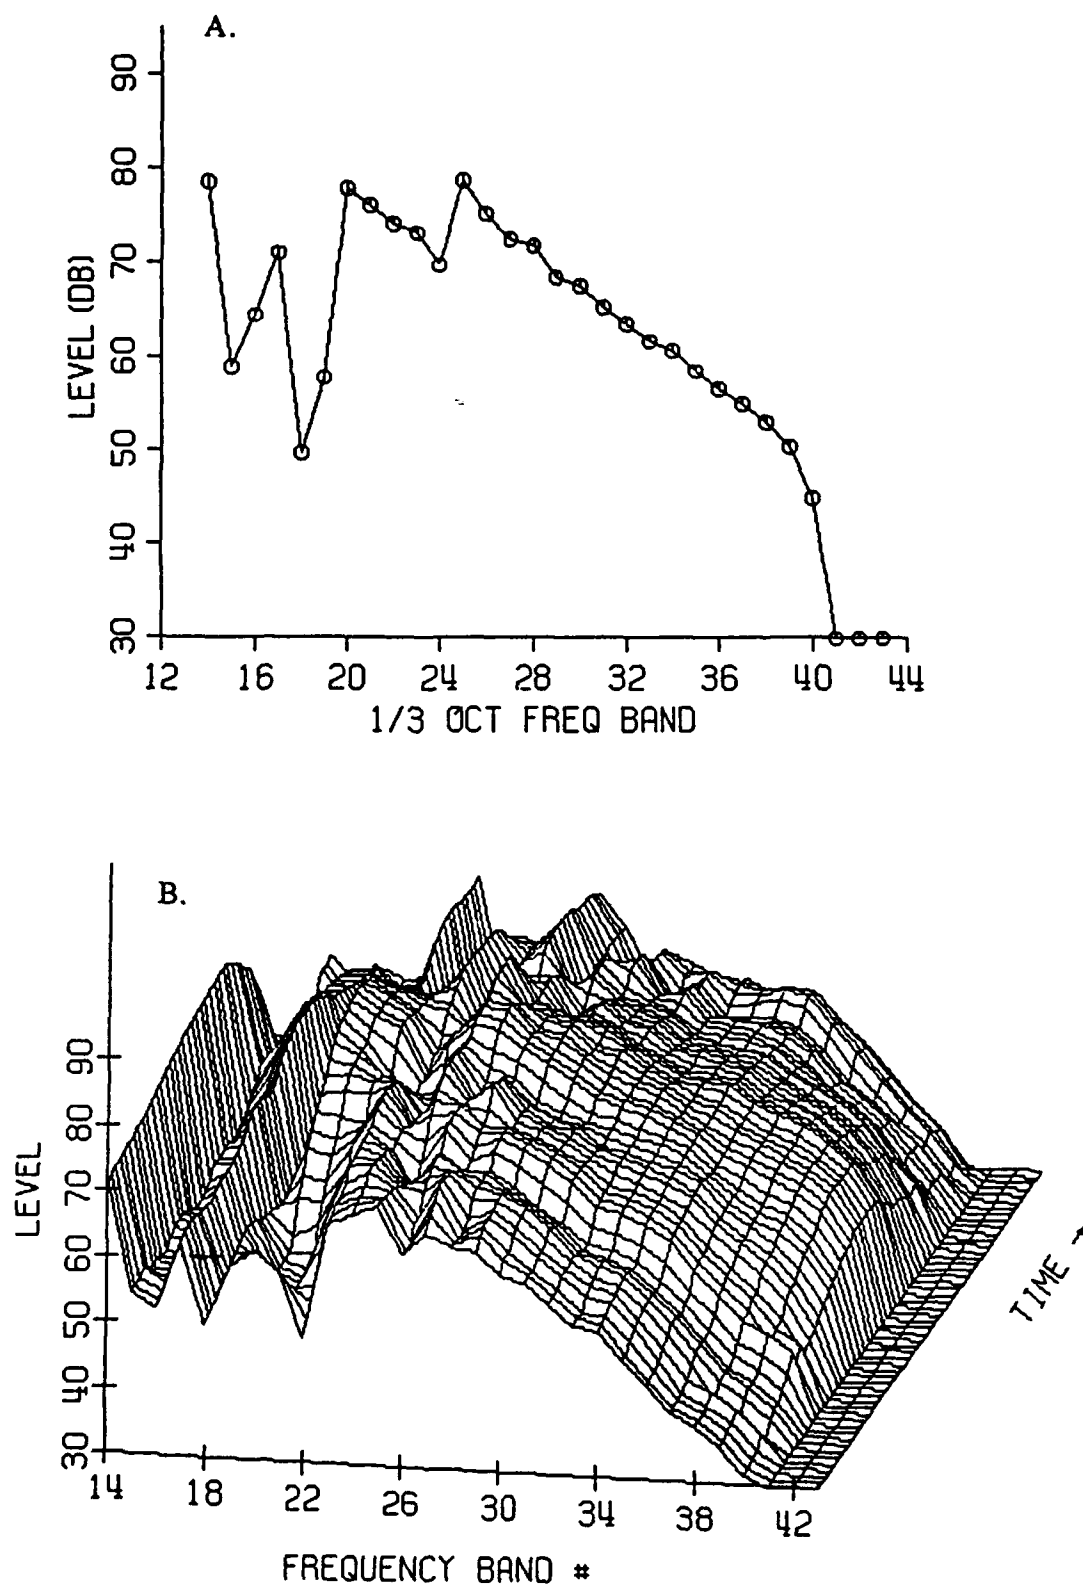 A.
90
80
70
60
50
40
30
LEVEL (DB)
12 16 20 24 28 32 36 40 44
1/3 OCT FREQ BAND
B.
90
80
70
60
50
40
30
LEVEL
14 18 22 26 30 34 38 42
FREQUENCY BAND #
TIME →